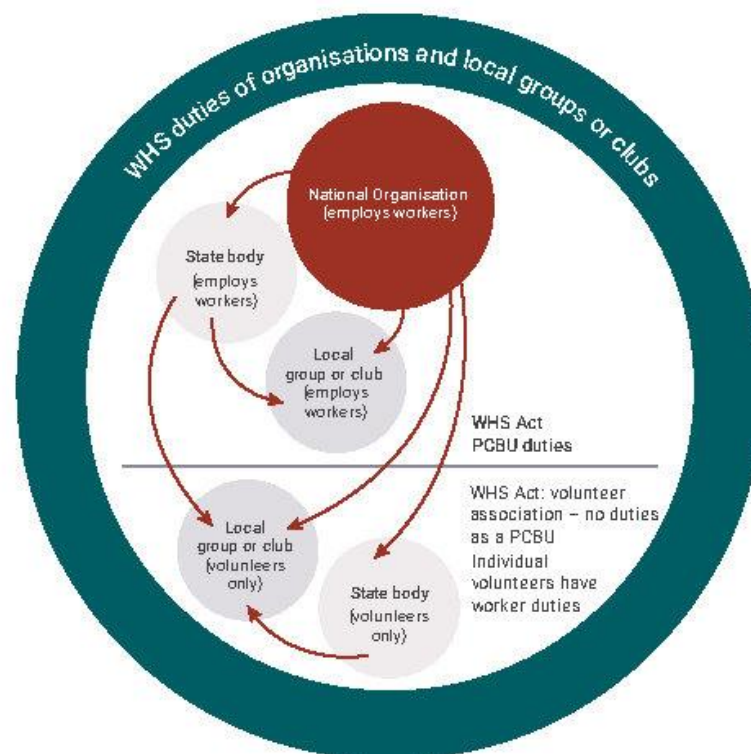 WHS duties of organisations and local groups or clubs
National Organisation
(employs workers)
State body
(employs
workers)
Local
group or club
(employs
workers)
WHS Act
PCBU duties
WHS Act: volunteer
association – no duties
as a PCBU
Individual
volunteers have
worker duties
Local
group or club
(volunteers
only)
State body
(volunteers
only)